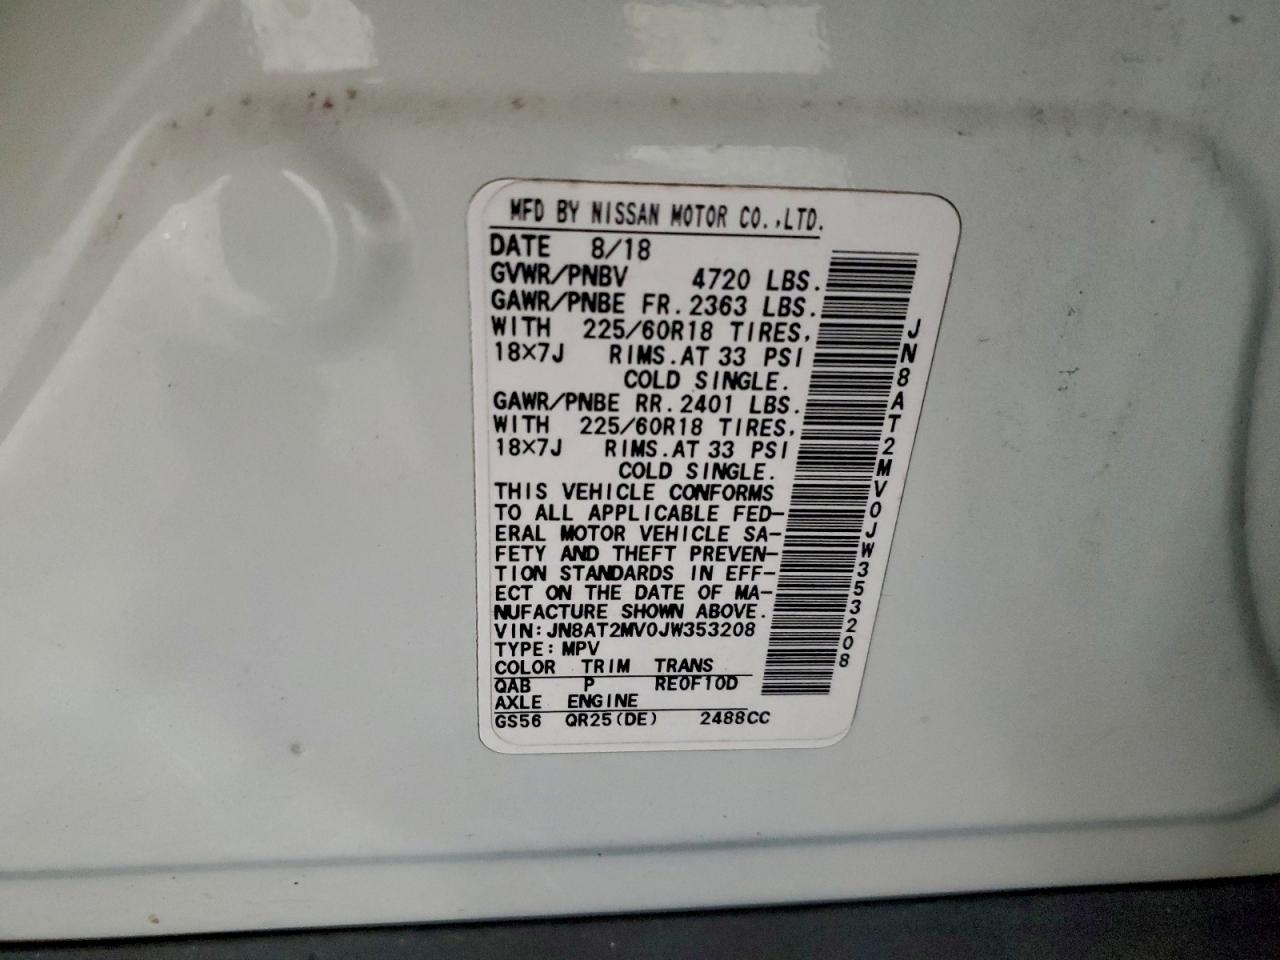 MFD BY NISSAN MOTOR CO.,LTD.
DATE 8/18
GVWR/PNBV 4720 LBS.
GAWR/PNBE FR.2363 LBS.
WITH 225/60R18 TIRES,
18×7J RIMS.AT 33 PSI
COLD SINGLE.
GAWR/PNBE RR.2401 LBS.
WITH 225/60R18 TIRES,
18×7J RIMS.AT 33 PSI
COLD SINGLE.
THIS VEHICLE CONFORMS
TO ALL APPLICABLE FED-
ERAL MOTOR VEHICLE SA-
FETY AND THEFT PREVEN-
TION STANDARDS IN EFF-
ECT ON THE DATE OF MA-
NUFACTURE SHOWN ABOVE.
VIN:JN8AT2MV0JW353208
TYPE:MPV
COLOR TRIM TRANS
QAB P RE0F10D
AXLE ENGINE
GS56 QR25(DE) 2488CC
JN8AT2MV0JW353208